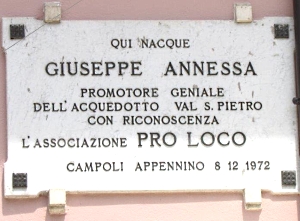 QUI NACQUE
GIUSEPPE ANNESSA
PROMOTORE GENIALE
DELL'ACQUEDOTTO VAL S. PIETRO
CON RICONOSCENZA
L'ASSOCIAZIONE PRO LOCO
CAMPOLI APPENNINO 8 12 1972